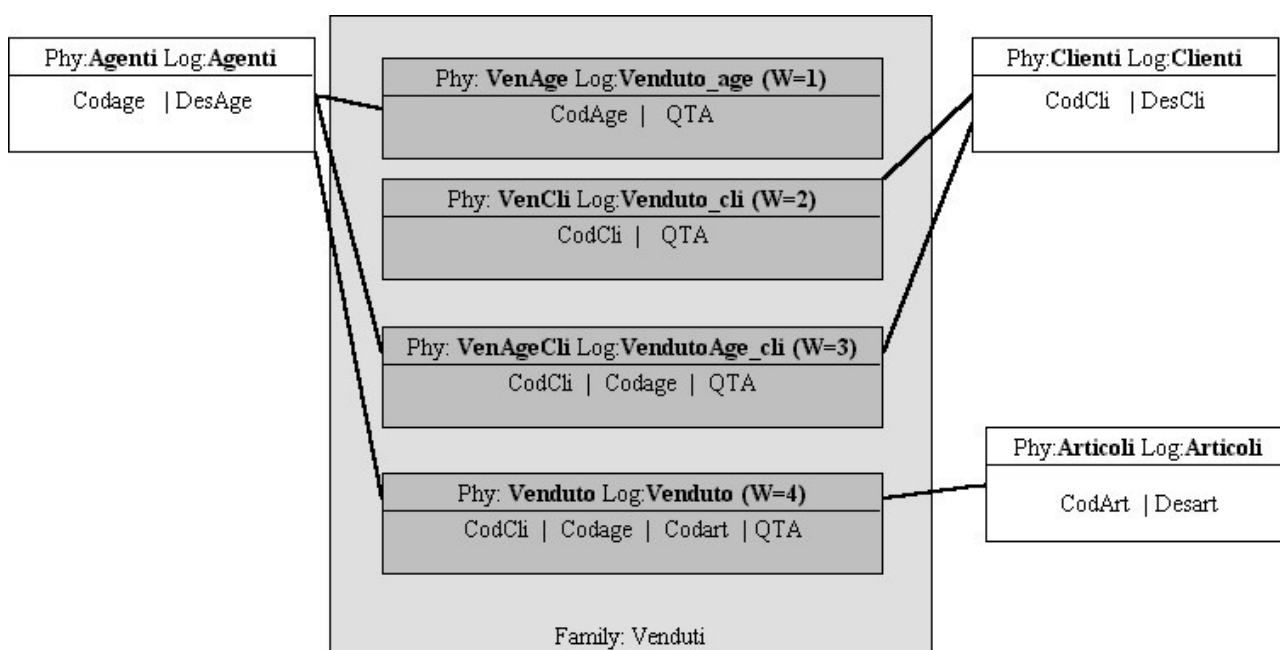 Phy:Agenti Log:Agenti
Codage | DesAge
Phy: VenAge Log:Venduto_age (W=1)
CodAge | QTA
Phy: VenCli Log:Venduto_cli (W=2)
CodCli | QTA
Phy: VenAgeCli Log:VendutoAge_cli (W=3)
CodCli | Codage | QTA
Phy: Venduto Log:Venduto (W=4)
CodCli | Codage | Codart | QTA
Family: Venduti
Phy:Clienti Log:Clienti
CodCli | DesCli
Phy:Articoli Log:Articoli
CodArt | Desart